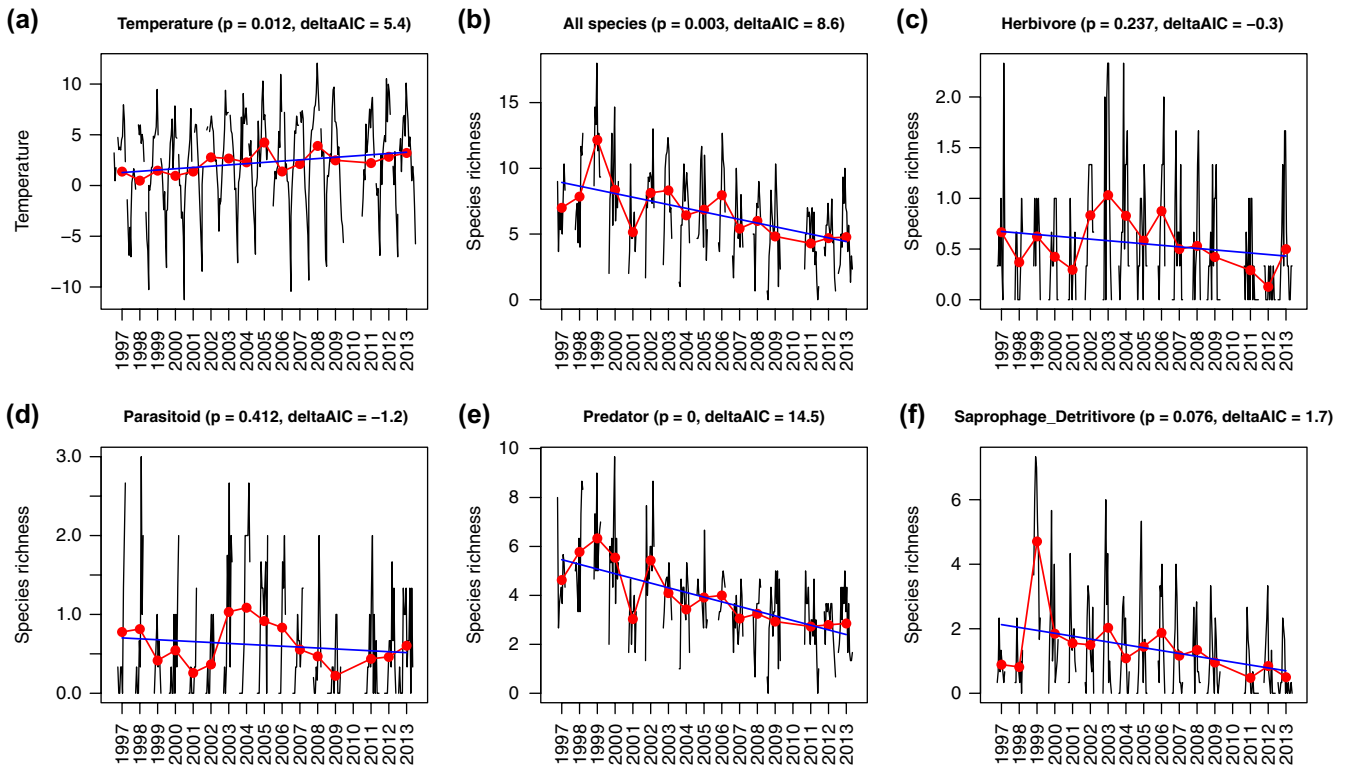 (a) Temperature (p = 0.012, deltaAIC = 5.4)
Temperature
10
5
0
−5
−10
1997 1998 1999 2000 2001 2002 2003 2004 2005 2006 2007 2008 2009 2010 2011 2012 2013
(b) All species (p = 0.003, deltaAIC = 8.6)
Species richness
15
10
5
0
1997 1998 1999 2000 2001 2002 2003 2004 2005 2006 2007 2008 2009 2010 2011 2012 2013
(c) Herbivore (p = 0.237, deltaAIC = −0.3)
Species richness
2.0
1.5
1.0
0.5
0.0
1997 1998 1999 2000 2001 2002 2003 2004 2005 2006 2007 2008 2009 2010 2011 2012 2013
(d) Parasitoid (p = 0.412, deltaAIC = −1.2)
Species richness
3.0
2.0
1.0
0.0
1997 1998 1999 2000 2001 2002 2003 2004 2005 2006 2007 2008 2009 2010 2011 2012 2013
(e) Predator (p = 0, deltaAIC = 14.5)
Species richness
10
8
6
4
2
0
1997 1998 1999 2000 2001 2002 2003 2004 2005 2006 2007 2008 2009 2010 2011 2012 2013
(f) Saprophage_Detritivore (p = 0.076, deltaAIC = 1.7)
Species richness
6
4
2
0
1997 1998 1999 2000 2001 2002 2003 2004 2005 2006 2007 2008 2009 2010 2011 2012 2013